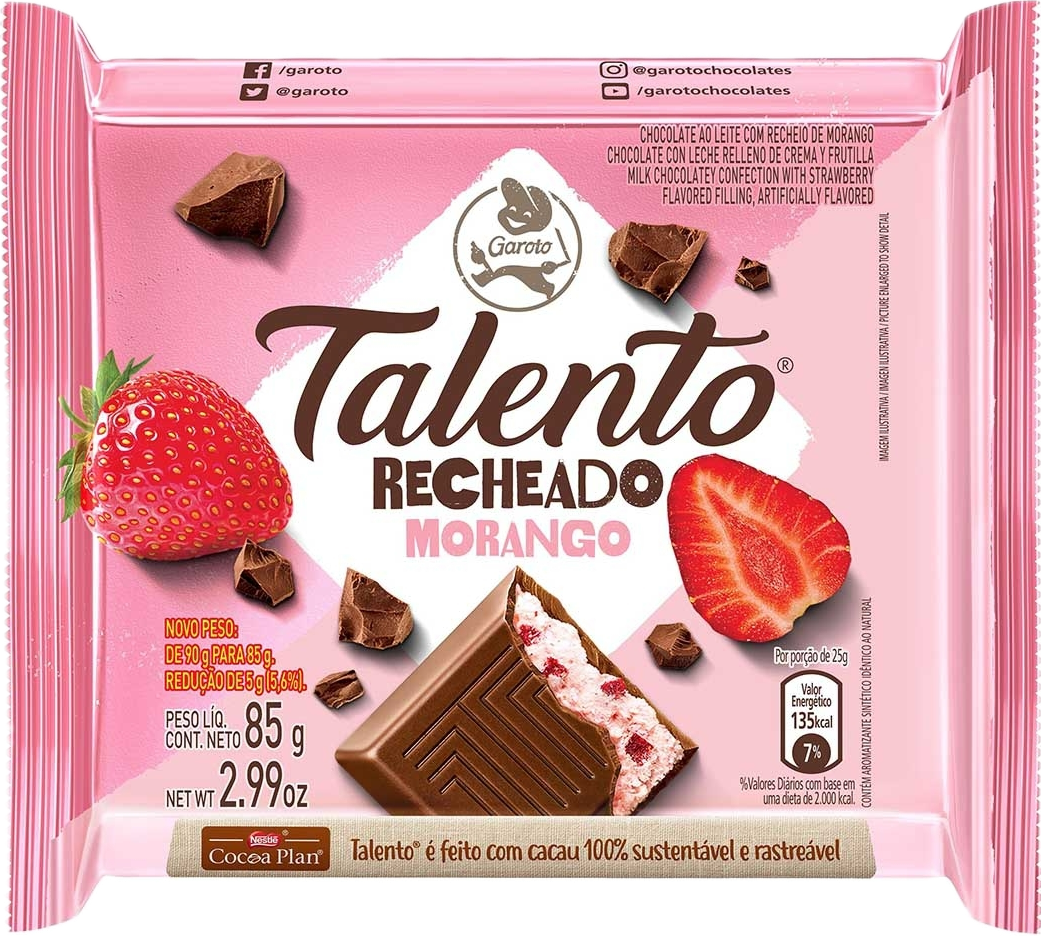 /garoto
@garoto
@garotochocolates
/garotochocolates
CHOCOLATE AO LEITE COM RECHEIO DE MORANGO
CHOCOLATE CON LECHE RELLENO DE CREMA Y FRUTILLA
MILK CHOCOLATEY CONFECTION WITH STRAWBERRY
FLAVORED FILLING, ARTIFICIALLY FLAVORED
IMAGEM ILUSTRATIVA / IMAGEN ILUSTRATIVA / PICTURE ENLARGED TO SHOW DETAIL
Garoto
Talento®
RECHEADO
MORANGO
NOVO PESO:
DE 90 g PARA 85 g.
REDUÇÃO DE 5 g (5,6%).
PESO LÍQ.
CONT. NETO 85 g
NET WT 2.99OZ
Por porção de 25g
Valor
Energético
135kcal
7%
%Valores Diários com base em
uma dieta de 2.000 kcal.
CONTÉM AROMATIZANTE SINTÉTICO IDÊNTICO AO NATURAL
Nestlé®
Cocoa Plan®
Talento® é feito com cacau 100% sustentável e rastreável